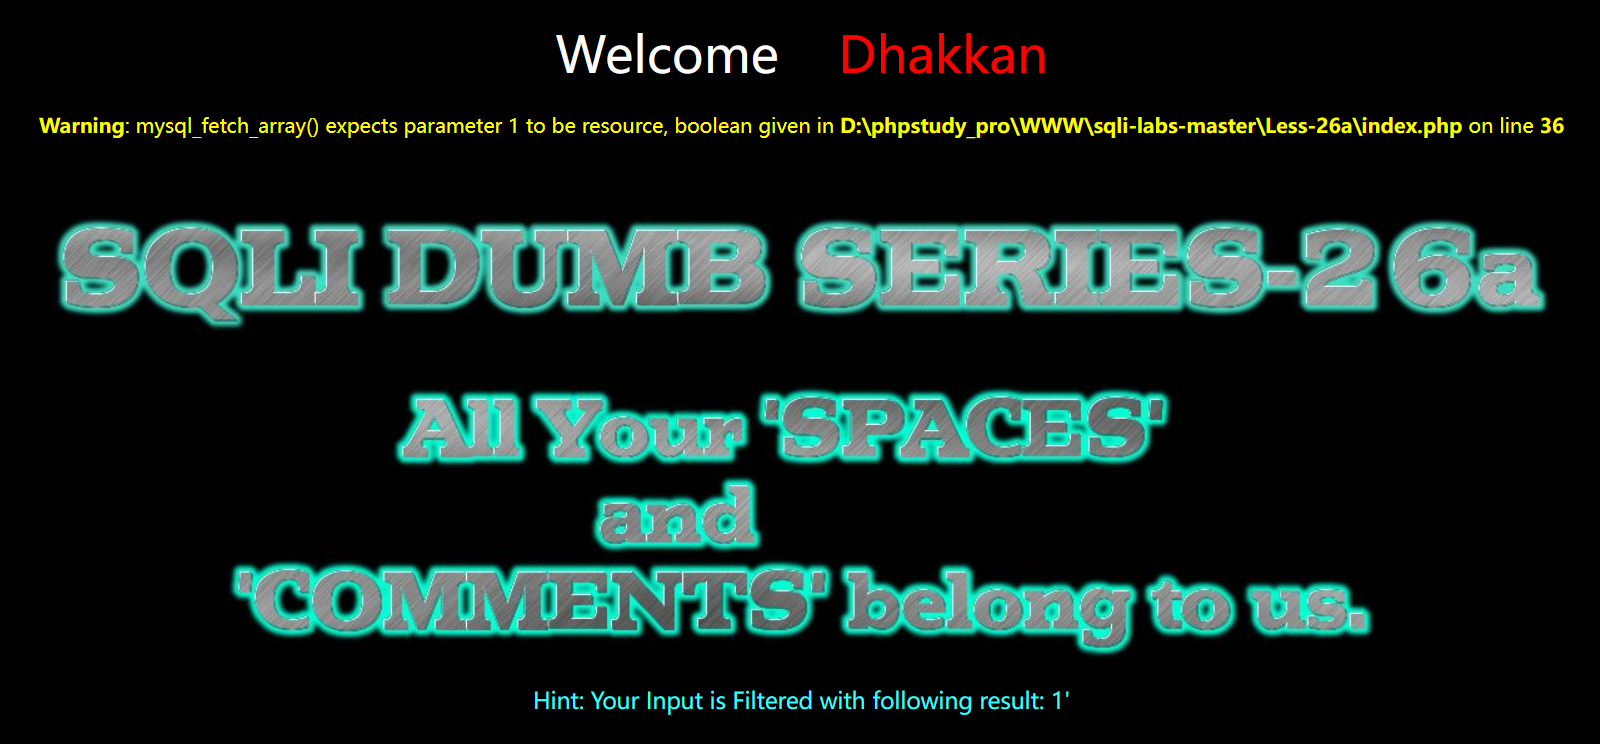 Welcome Dhakkan
Warning: mysql_fetch_array() expects parameter 1 to be resource, boolean given in D:\phpstudy_pro\WWW\sqli-labs-master\Less-26a\index.php on line 36
SQLI DUMB SERIES-26a
All Your 'SPACES'
and
'COMMENTS' belong to us.
Hint: Your Input is Filtered with following result: 1'